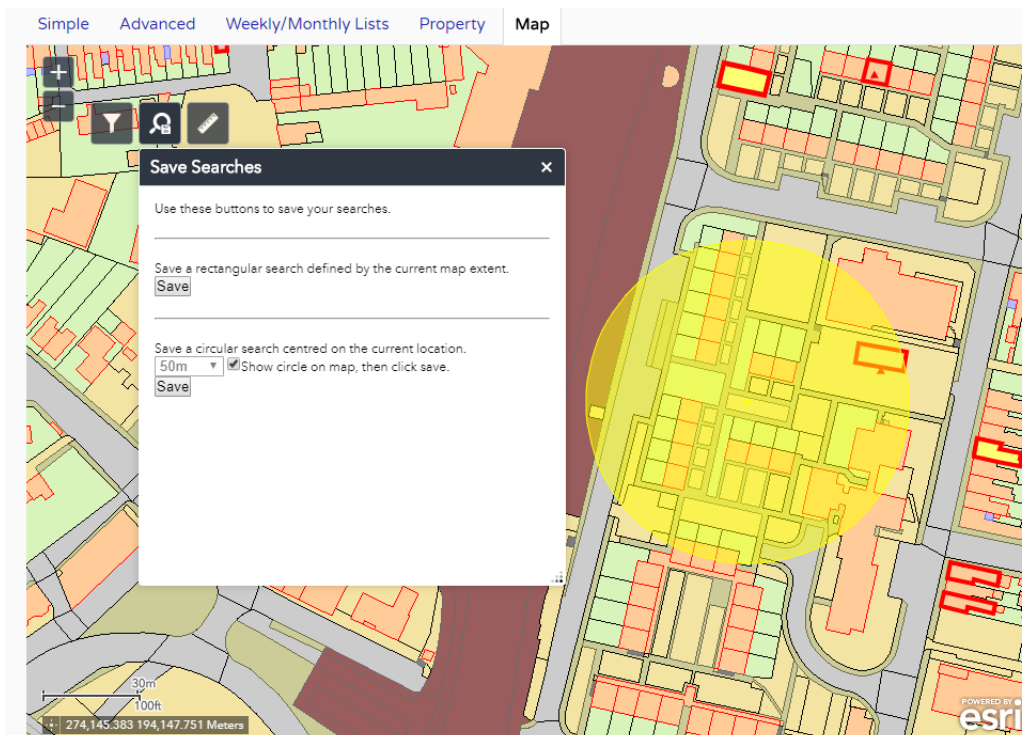 Simple Advanced Weekly/Monthly Lists Property Map
+
−
Save Searches ×
Use these buttons to save your searches.
Save a rectangular search defined by the current map extent.
Save
Save a circular search centred on the current location.
50m ▼ Show circle on map, then click save.
Save
30m
100ft
274,145.383 194,147.751 Meters
POWERED BY
esri